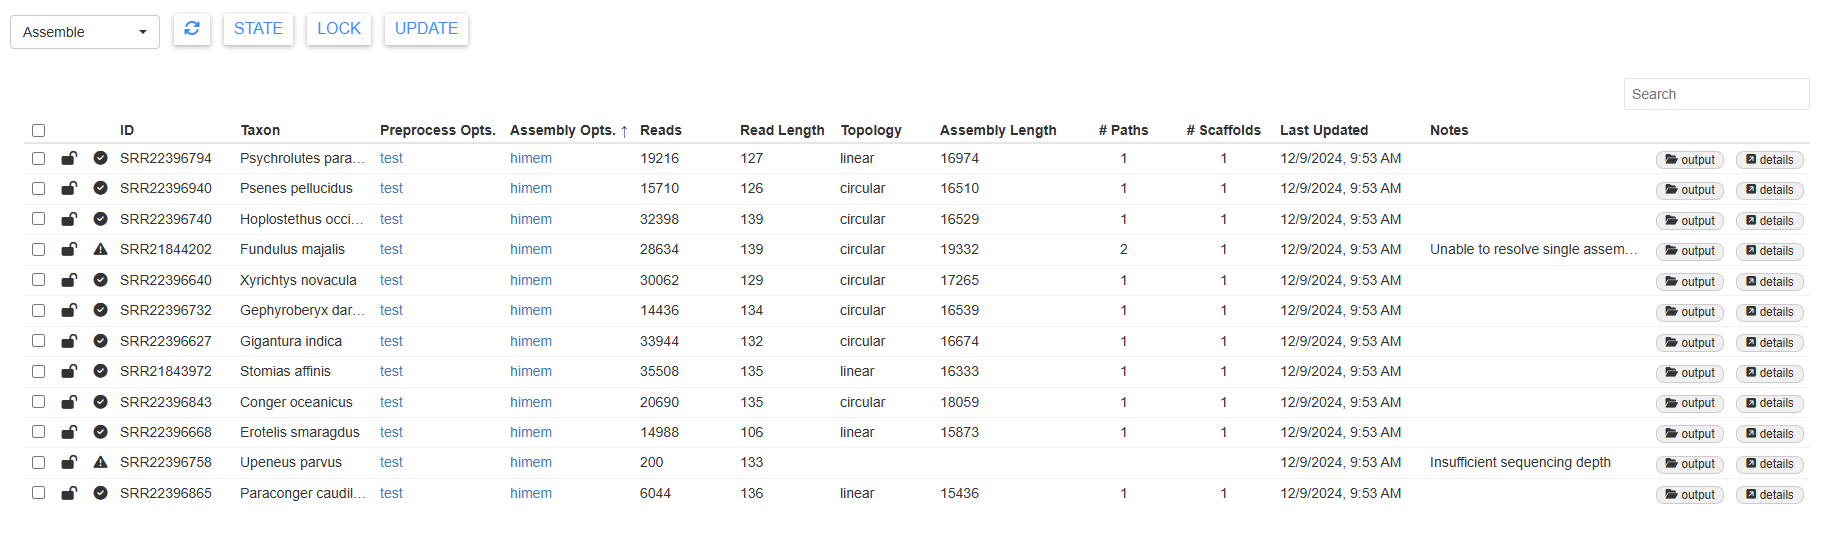 Assemble STATE LOCK UPDATE
Search
ID Taxon Preprocess Opts. Assembly Opts. ↑ Reads Read Length Topology Assembly Length # Paths # Scaffolds Last Updated Notes
SRR22396794 Psychrolutes para... test himem 19216 127 linear 16974 1 1 12/9/2024, 9:53 AM output details
SRR22396940 Psenes pellucidus test himem 15710 126 circular 16510 1 1 12/9/2024, 9:53 AM output details
SRR22396740 Hoplostethus occi... test himem 32398 139 circular 16529 1 1 12/9/2024, 9:53 AM output details
SRR21844202 Fundulus majalis test himem 28634 139 circular 19332 2 1 12/9/2024, 9:53 AM Unable to resolve single assem... output details
SRR22396640 Xyrichtys novacula test himem 30062 129 circular 17265 1 1 12/9/2024, 9:53 AM output details
SRR22396732 Gephyroberyx dar... test himem 14436 134 circular 16539 1 1 12/9/2024, 9:53 AM output details
SRR22396627 Gigantura indica test himem 33944 132 circular 16674 1 1 12/9/2024, 9:53 AM output details
SRR21843972 Stomias affinis test himem 35508 135 linear 16333 1 1 12/9/2024, 9:53 AM output details
SRR22396843 Conger oceanicus test himem 20690 135 circular 18059 1 1 12/9/2024, 9:53 AM output details
SRR22396668 Erotelis smaragdus test himem 14988 106 linear 15873 1 1 12/9/2024, 9:53 AM output details
SRR22396758 Upeneus parvus test himem 200 133 12/9/2024, 9:53 AM Insufficient sequencing depth output details
SRR22396865 Paraconger caudil... test himem 6044 136 linear 15436 1 1 12/9/2024, 9:53 AM output details